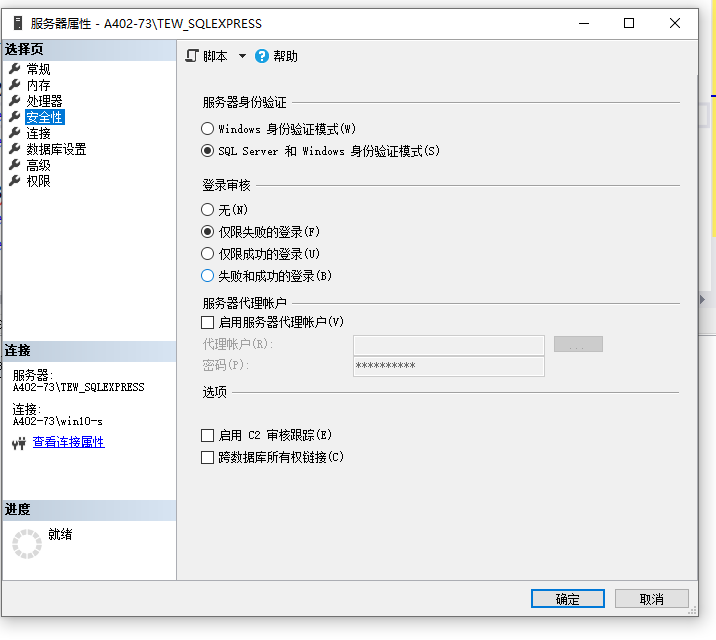 服务器属性 - A402-73\TEW_SQLEXPRESS
选择页
常规
内存
处理器
安全性
连接
数据库设置
高级
权限
连接
服务器:
A402-73\TEW_SQLEXPRESS
连接:
A402-73\win10-s
查看连接属性
进度
就绪
脚本
帮助
服务器身份验证
Windows 身份验证模式(W)
SQL Server 和 Windows 身份验证模式(S)
登录审核
无(N)
仅限失败的登录(F)
仅限成功的登录(U)
失败和成功的登录(B)
服务器代理帐户
启用服务器代理帐户(V)
代理帐户(R):
...
密码(P):
**********
选项
启用 C2 审核跟踪(E)
跨数据库所有权链接(C)
确定
取消